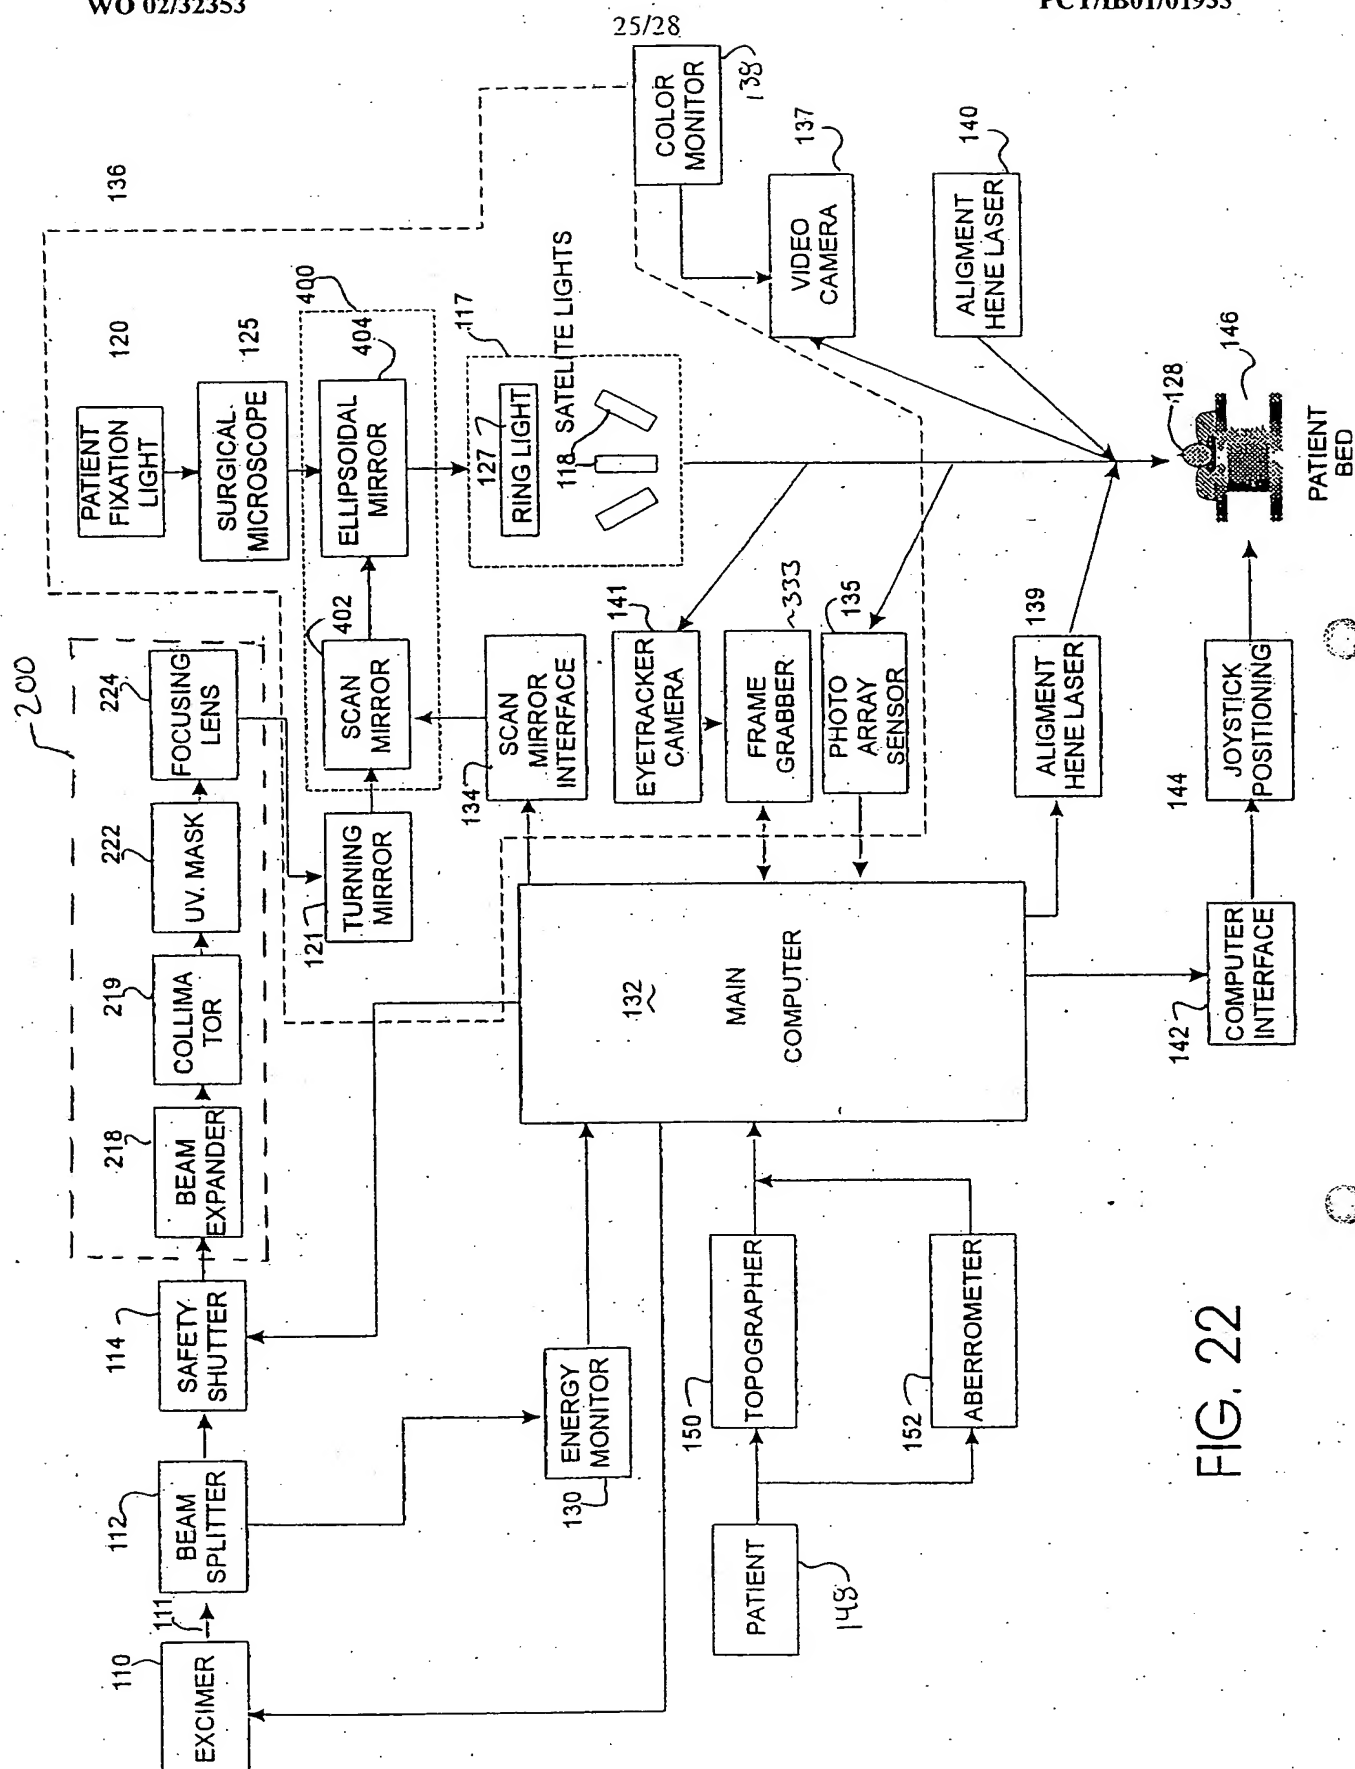 WO 02/32353
PCT/IB01/01933
25/28
200
110
EXCIMER
111
112
BEAM
SPLITTER
114
SAFETY
SHUTTER
218
BEAM
EXPANDER
219
COLLIMA
TOR
222
UV. MASK
224
FOCUSING
LENS
PATIENT
FIXATION
LIGHT
120
136
SURGICAL
MICROSCOPE
125
121
TURNING
MIRROR
SCAN
MIRROR
402
ELLIPSOIDAL
MIRROR
404
400
134
SCAN
MIRROR
INTERFACE
127
RING LIGHT
117
118
SATELITE LIGHTS
COLOR
MONITOR
138
130
ENERGY
MONITOR
132
MAIN
COMPUTER
EYETRACKER
CAMERA
141
FRAME
GRABBER
333
PHOTO
ARRAY
SENSOR
135
VIDEO
CAMERA
137
ALIGMENT
HENE LASER
140
PATIENT
148
150
TOPOGRAPHER
152
ABERROMETER
ALIGMENT
HENE LASER
139
142
COMPUTER
INTERFACE
144
JOYSTICK
POSITIONING
128
146
PATIENT
BED
FIG. 22